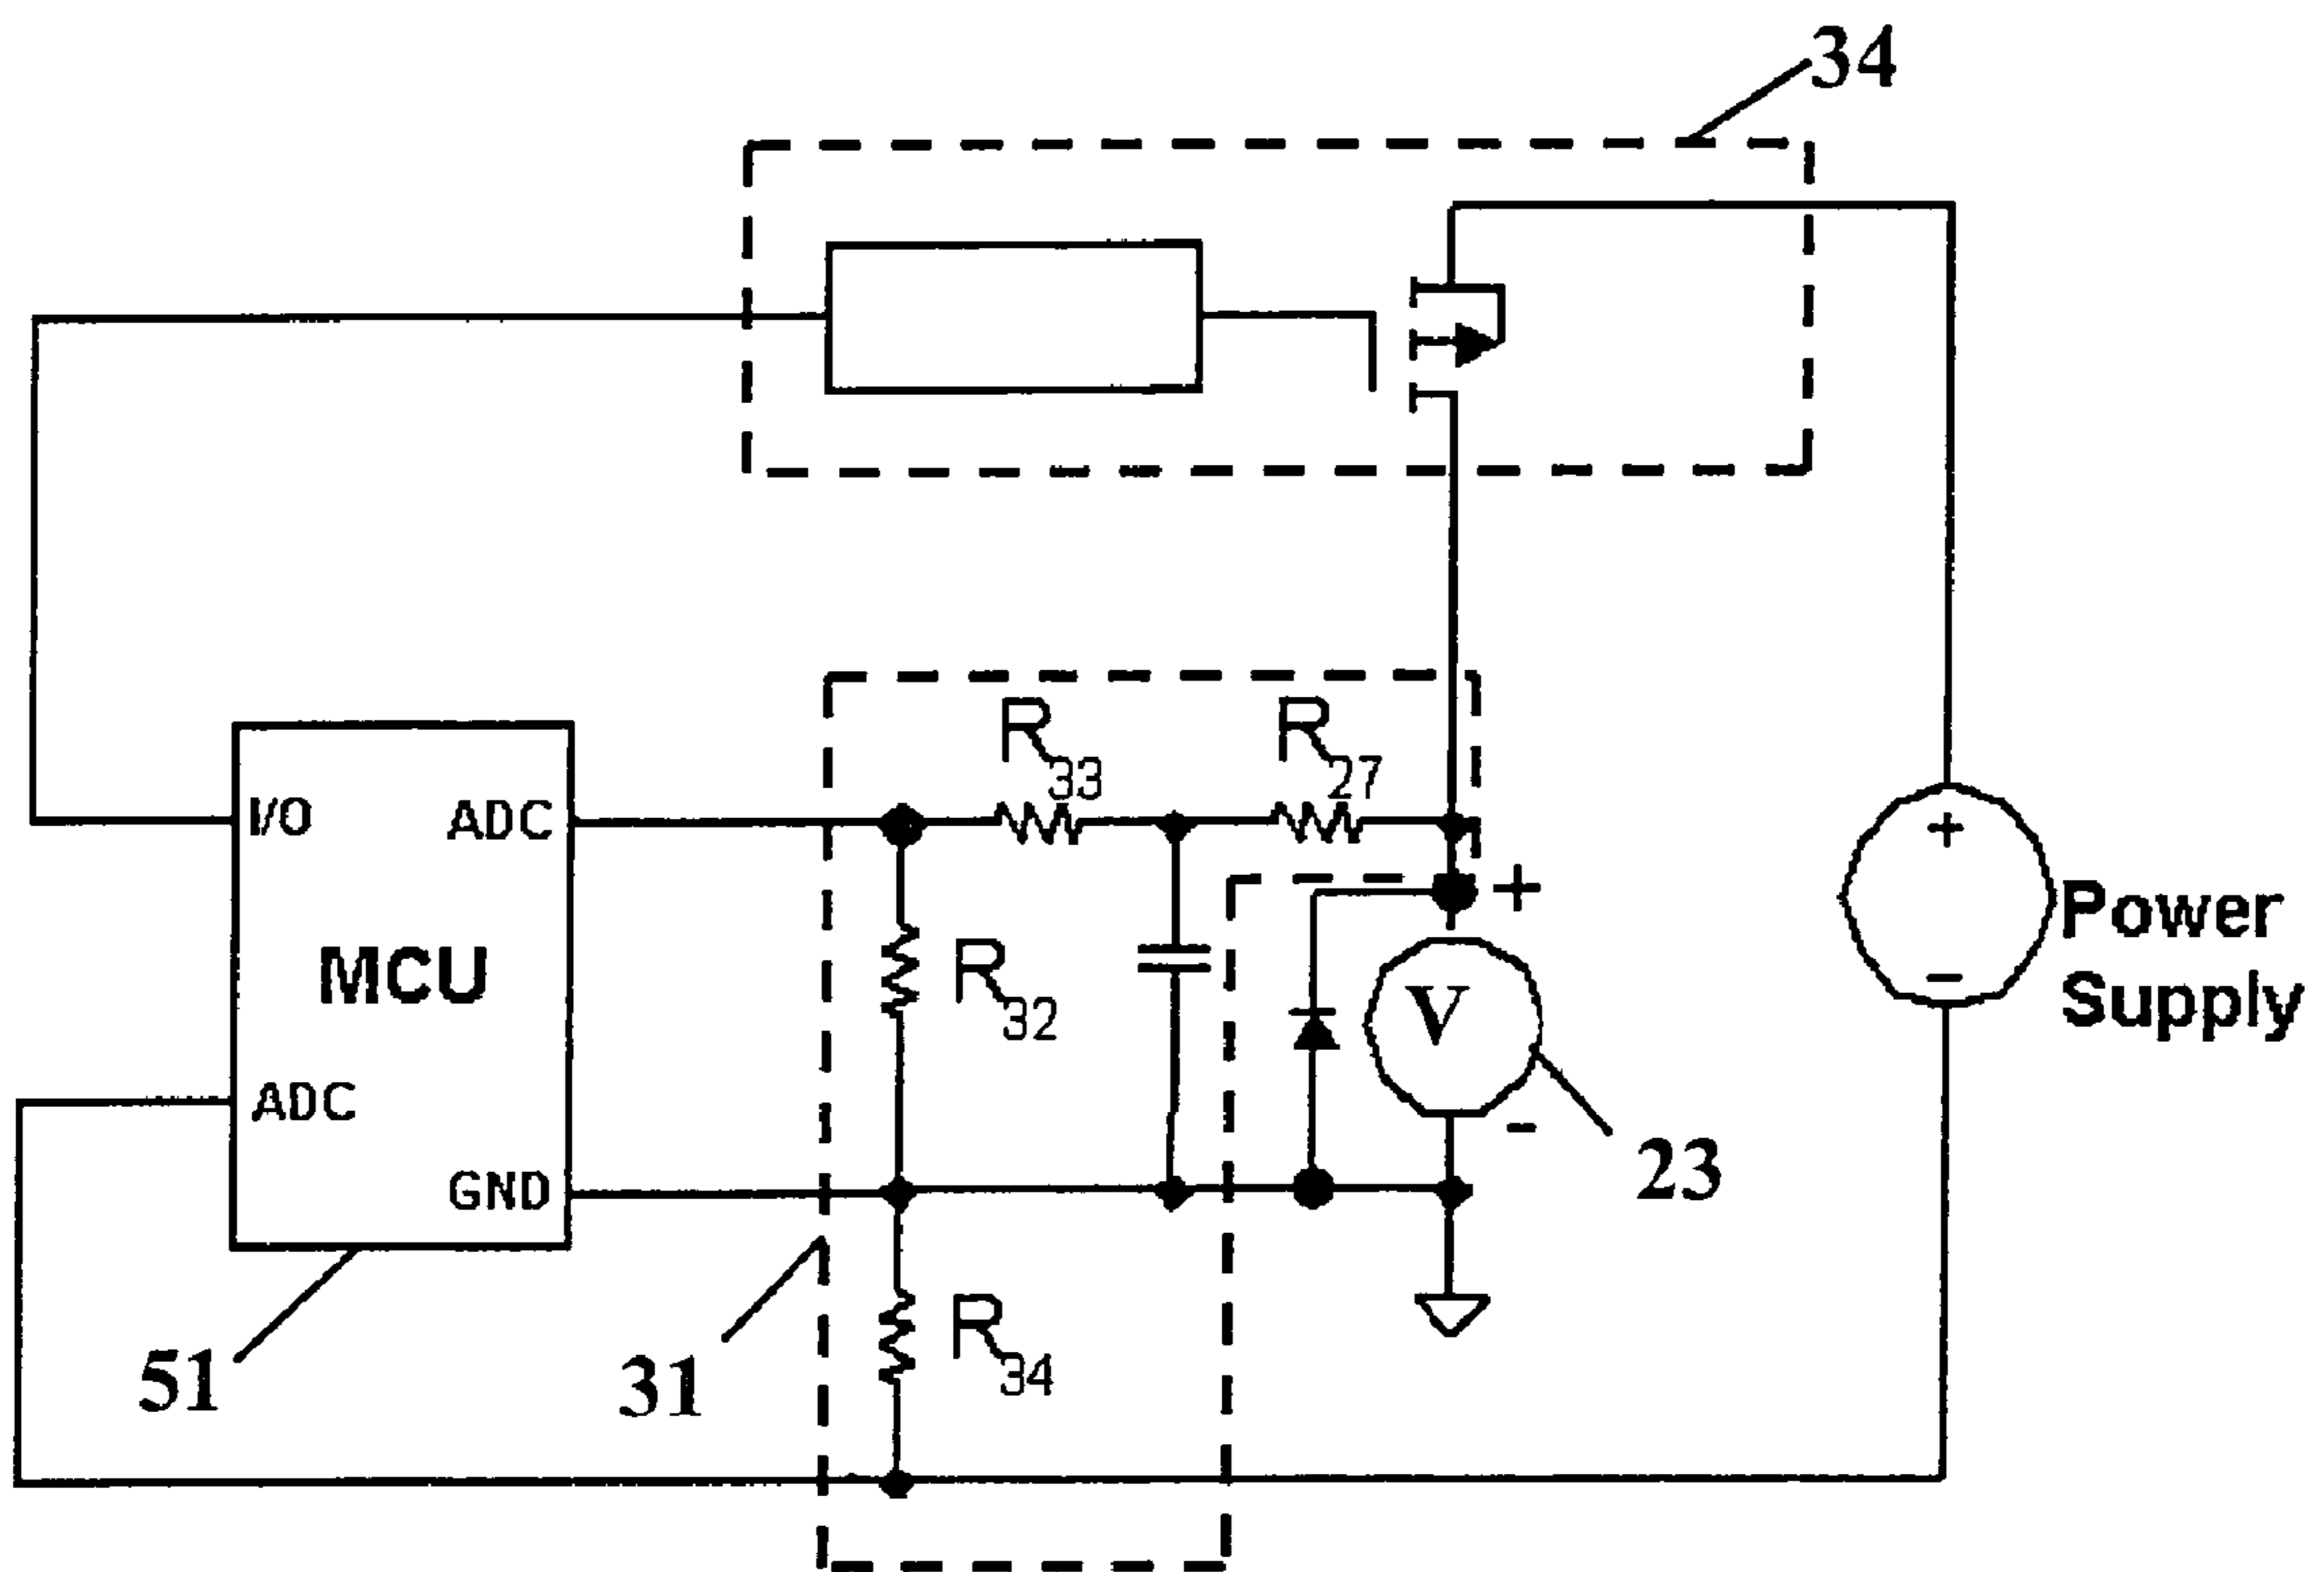 34
R33
R27
I/O
ADC
+
+
Power
Supply
MCU
R32
V
-
ADC
-
23
GND
R34
51
31